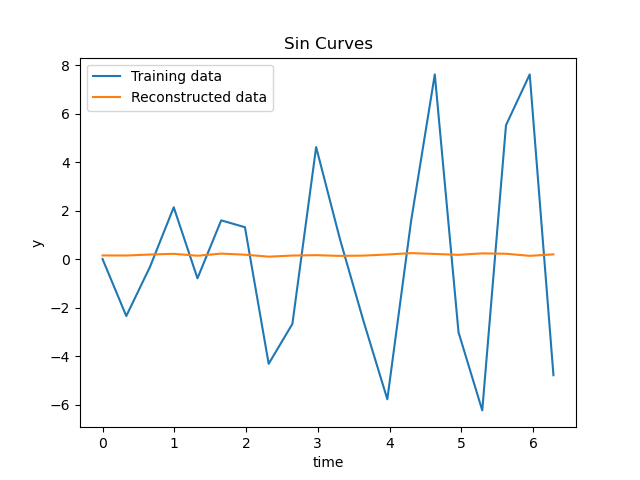 Sin Curves
Training data
Reconstructed data
8
6
4
2
0
−2
−4
−6
y
0 1 2 3 4 5 6
time